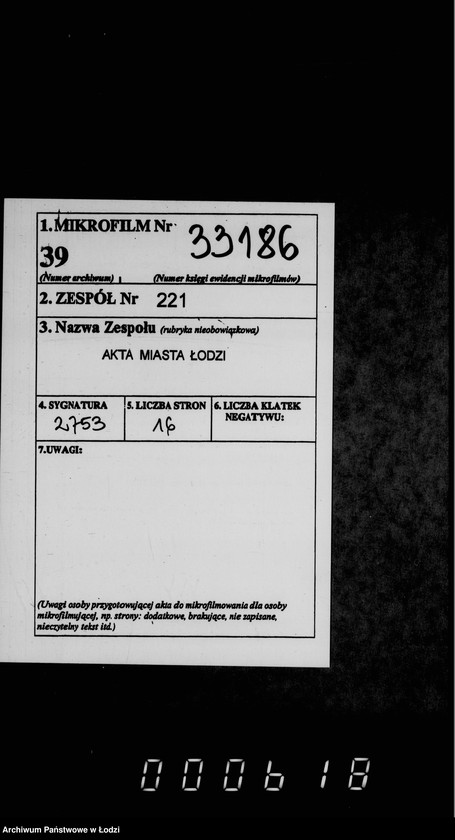 1. MIKROFILM Nr 33186
39
(Numer archiwum) (Numer księgi ewidencji mikrofilmów)
2. ZESPÓŁ Nr 221
3. Nazwa Zespołu (rubryka nieobowiązkowa)
AKTA MIASTA ŁODZI
4. SYGNATURA 5. LICZBA STRON 6. LICZBA KLATEK
NEGATYWU:
2753 16
7.UWAGI:
(Uwagi osoby przygotowującej akta do mikrofilmowania dla osoby
mikrofilmującej, np. strony: dodatkowe, brakujące, nie zapisane,
nieczytelny tekst itd.)
000618
Archiwum Państwowe w Łodzi